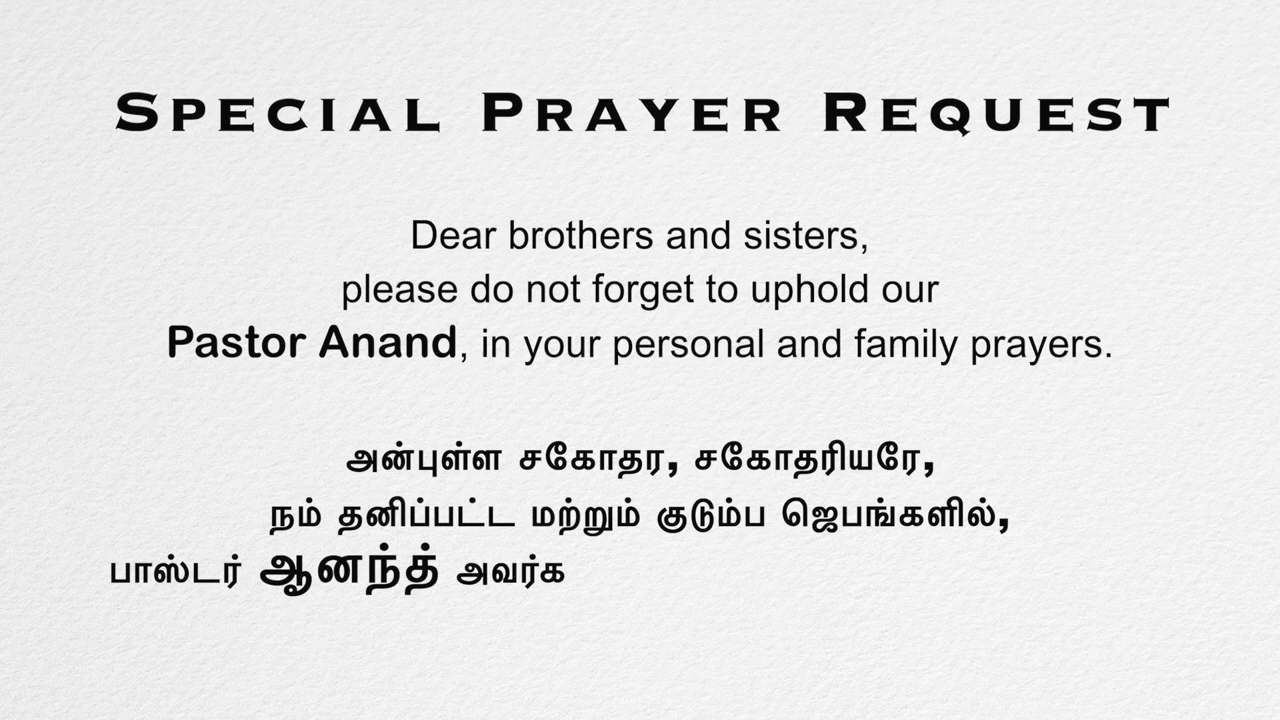 SPECIAL PRAYER REQUEST
Dear brothers and sisters,
please do not forget to uphold our
Pastor Anand, in your personal and family prayers.
அன்புள்ள சகோதர, சகோதரியரே,
நம் தனிப்பட்ட மற்றும் குடும்ப ஜெபங்களில்,
பாஸ்டர் ஆனந்த் அவர்க